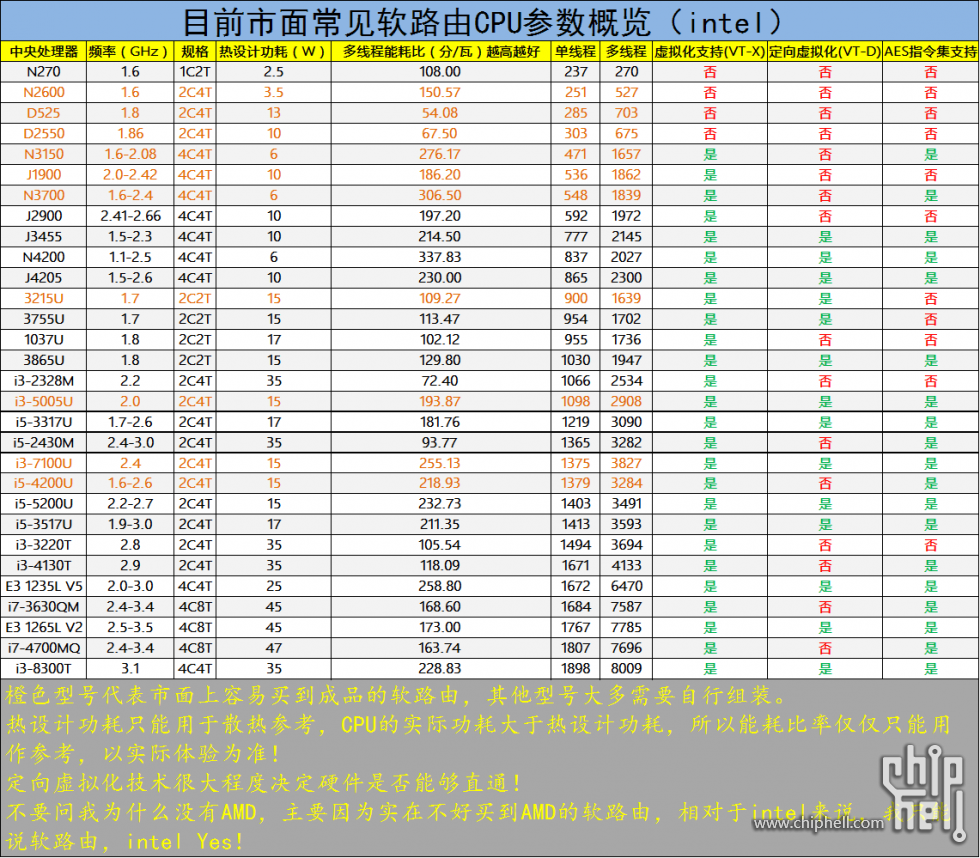 目前市面常见软路由CPU参数概览（intel）
中央处理器 频率（GHz） 规格 热设计功耗（W） 多线程能耗比（分/瓦）越高越好 单线程 多线程 虚拟化支持(VT-X) 定向虚拟化(VT-D) AES指令集支持
N270 1.6 1C2T 2.5 108.00 237 270 否 否 否
N2600 1.6 2C4T 3.5 150.57 251 527 否 否 否
D525 1.8 2C4T 13 54.08 285 703 否 否 否
D2550 1.86 2C4T 10 67.50 303 675 否 否 否
N3150 1.6-2.08 4C4T 6 276.17 471 1657 是 否 是
J1900 2.0-2.42 4C4T 10 186.20 536 1862 是 否 否
N3700 1.6-2.4 4C4T 6 306.50 548 1839 是 否 是
J2900 2.41-2.66 4C4T 10 197.20 592 1972 是 否 否
J3455 1.5-2.3 4C4T 10 214.50 777 2145 是 是 是
N4200 1.1-2.5 4C4T 6 337.83 837 2027 是 是 是
J4205 1.5-2.6 4C4T 10 230.00 865 2300 是 是 是
3215U 1.7 2C2T 15 109.27 900 1639 是 是 否
3755U 1.7 2C2T 15 113.47 954 1702 是 是 否
1037U 1.8 2C2T 17 102.12 955 1736 是 否 否
3865U 1.8 2C2T 15 129.80 1030 1947 是 是 是
i3-2328M 2.2 2C4T 35 72.40 1066 2534 是 否 否
i3-5005U 2.0 2C4T 15 193.87 1098 2908 是 是 是
i5-3317U 1.7-2.6 2C4T 17 181.76 1219 3090 是 是 是
i5-2430M 2.4-3.0 2C4T 35 93.77 1365 3282 是 否 是
i3-7100U 2.4 2C4T 15 255.13 1375 3827 是 是 是
i5-4200U 1.6-2.6 2C4T 15 218.93 1379 3284 是 否 是
i5-5200U 2.2-2.7 2C4T 15 232.73 1403 3491 是 是 是
i5-3517U 1.9-3.0 2C4T 17 211.35 1413 3593 是 是 是
i3-3220T 2.8 2C4T 35 105.54 1494 3694 是 否 否
i3-4130T 2.9 2C4T 35 118.09 1671 4133 是 否 是
E3 1235L V5 2.0-3.0 4C4T 25 258.80 1672 6470 是 是 是
i7-3630QM 2.4-3.4 4C8T 45 168.60 1684 7587 是 否 是
E3 1265L V2 2.5-3.5 4C8T 45 173.00 1767 7785 是 是 是
i7-4700MQ 2.4-3.4 4C8T 47 163.74 1807 7696 是 否 是
i3-8300T 3.1 4C4T 35 228.83 1898 8009 是 是 是
橙色型号代表市面上容易买到成品的软路由，其他型号大多需要自行组装。
热设计功耗只能用于散热参考，CPU的实际功耗大于热设计功耗，所以能耗比率仅仅只能用
作参考，以实际体验为准！
定向虚拟化技术很大程度决定硬件是否能够直通！
不要问我为什么没有AMD，主要因为实在不好买到AMD的软路由，相对于intel来说，我只能
说软路由，intel Yes！
chip hell
www.chiphell.com